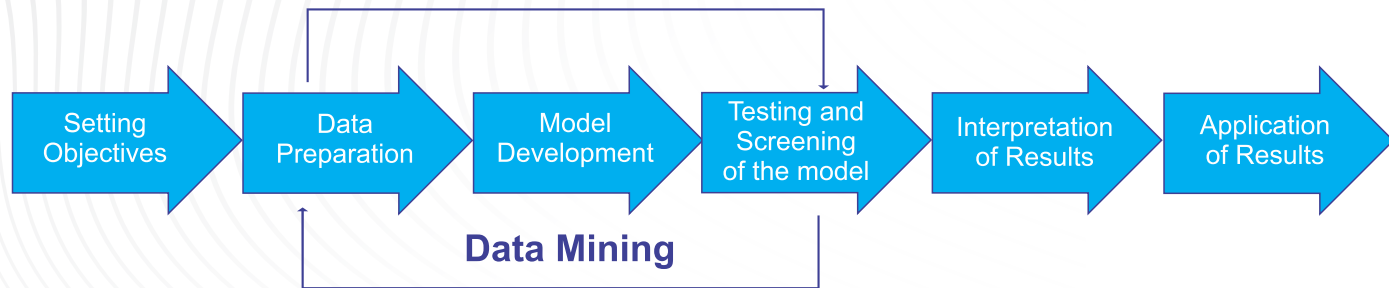 Setting
Objectives
Data
Preparation
Model
Development
Testing and
Screening
of the model
Interpretation
of Results
Application
of Results
Data Mining